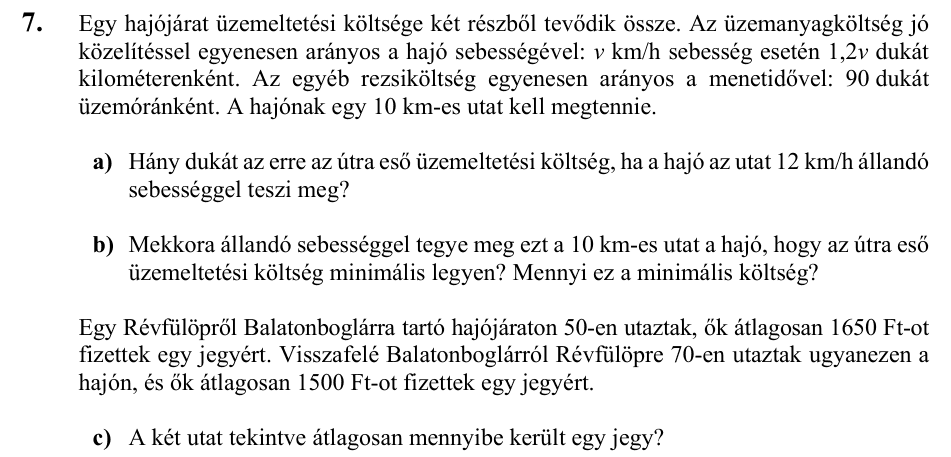 7. Egy hajójárat üzemeltetési költsége két részből tevődik össze. Az üzemanyagköltség jó
közelítéssel egyenesen arányos a hajó sebességével: v km/h sebesség esetén 1,2v dukát
kilométerenként. Az egyéb rezsiköltség egyenesen arányos a menetidővel: 90 dukát
üzemóránként. A hajónak egy 10 km-es utat kell megtennie.
a) Hány dukát az erre az útra eső üzemeltetési költség, ha a hajó az utat 12 km/h állandó
sebességgel teszi meg?
b) Mekkora állandó sebességgel tegye meg ezt a 10 km-es utat a hajó, hogy az útra eső
üzemeltetési költség minimális legyen? Mennyi ez a minimális költség?
Egy Révfülöpről Balatonboglárra tartó hajójáraton 50-en utaztak, ők átlagosan 1650 Ft-ot
fizettek egy jegyért. Visszafelé Balatonboglárról Révfülöpre 70-en utaztak ugyanezen a
hajón, és ők átlagosan 1500 Ft-ot fizettek egy jegyért.
c) A két utat tekintve átlagosan mennyibe került egy jegy?